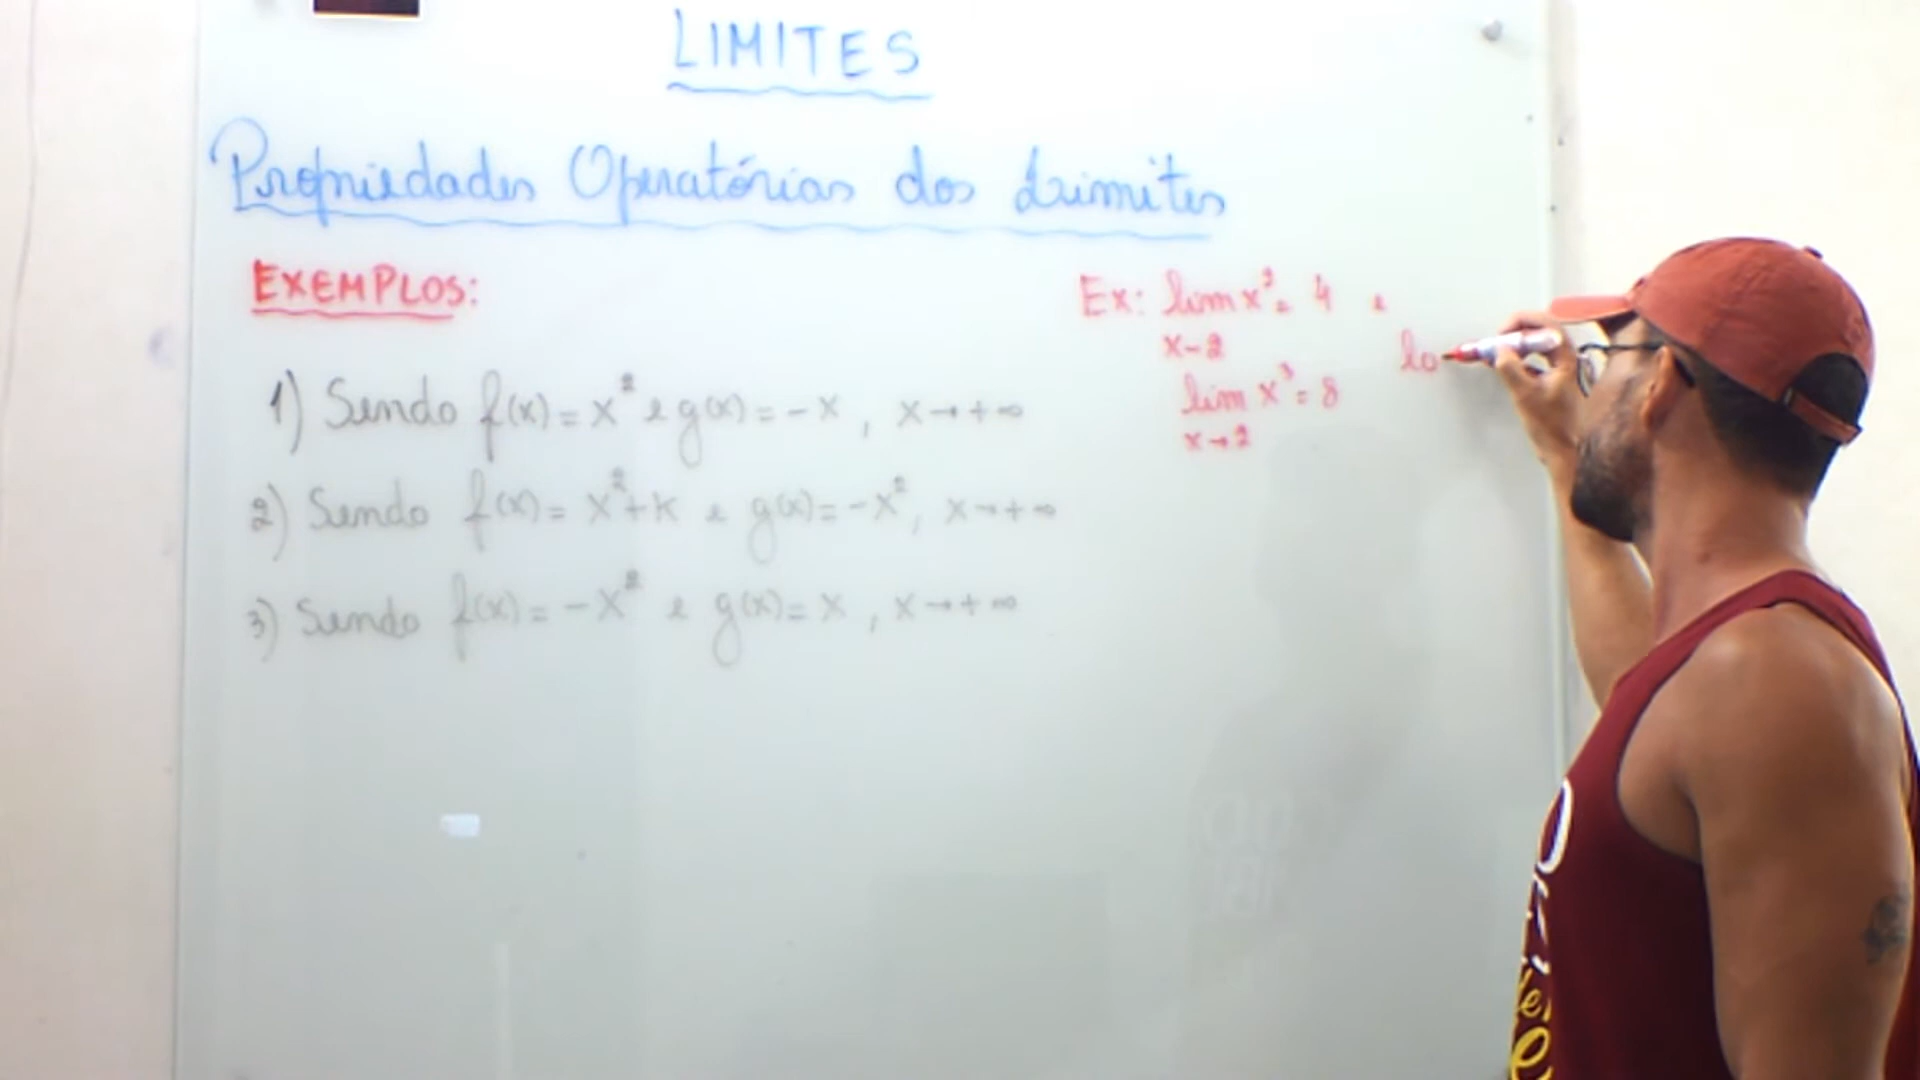 LIMITES
Propriedades Operatórias dos Limites
EXEMPLOS:
1) Sendo f(x) = x² e g(x) = -x, x→+∞
2) Sendo f(x) = x²+k e g(x) = -x², x→+∞
3) Sendo f(x) = -x² e g(x) = x, x→+∞
Ex: lim x² = 4 e
x→2
lim x³ = 8
x→2
lo